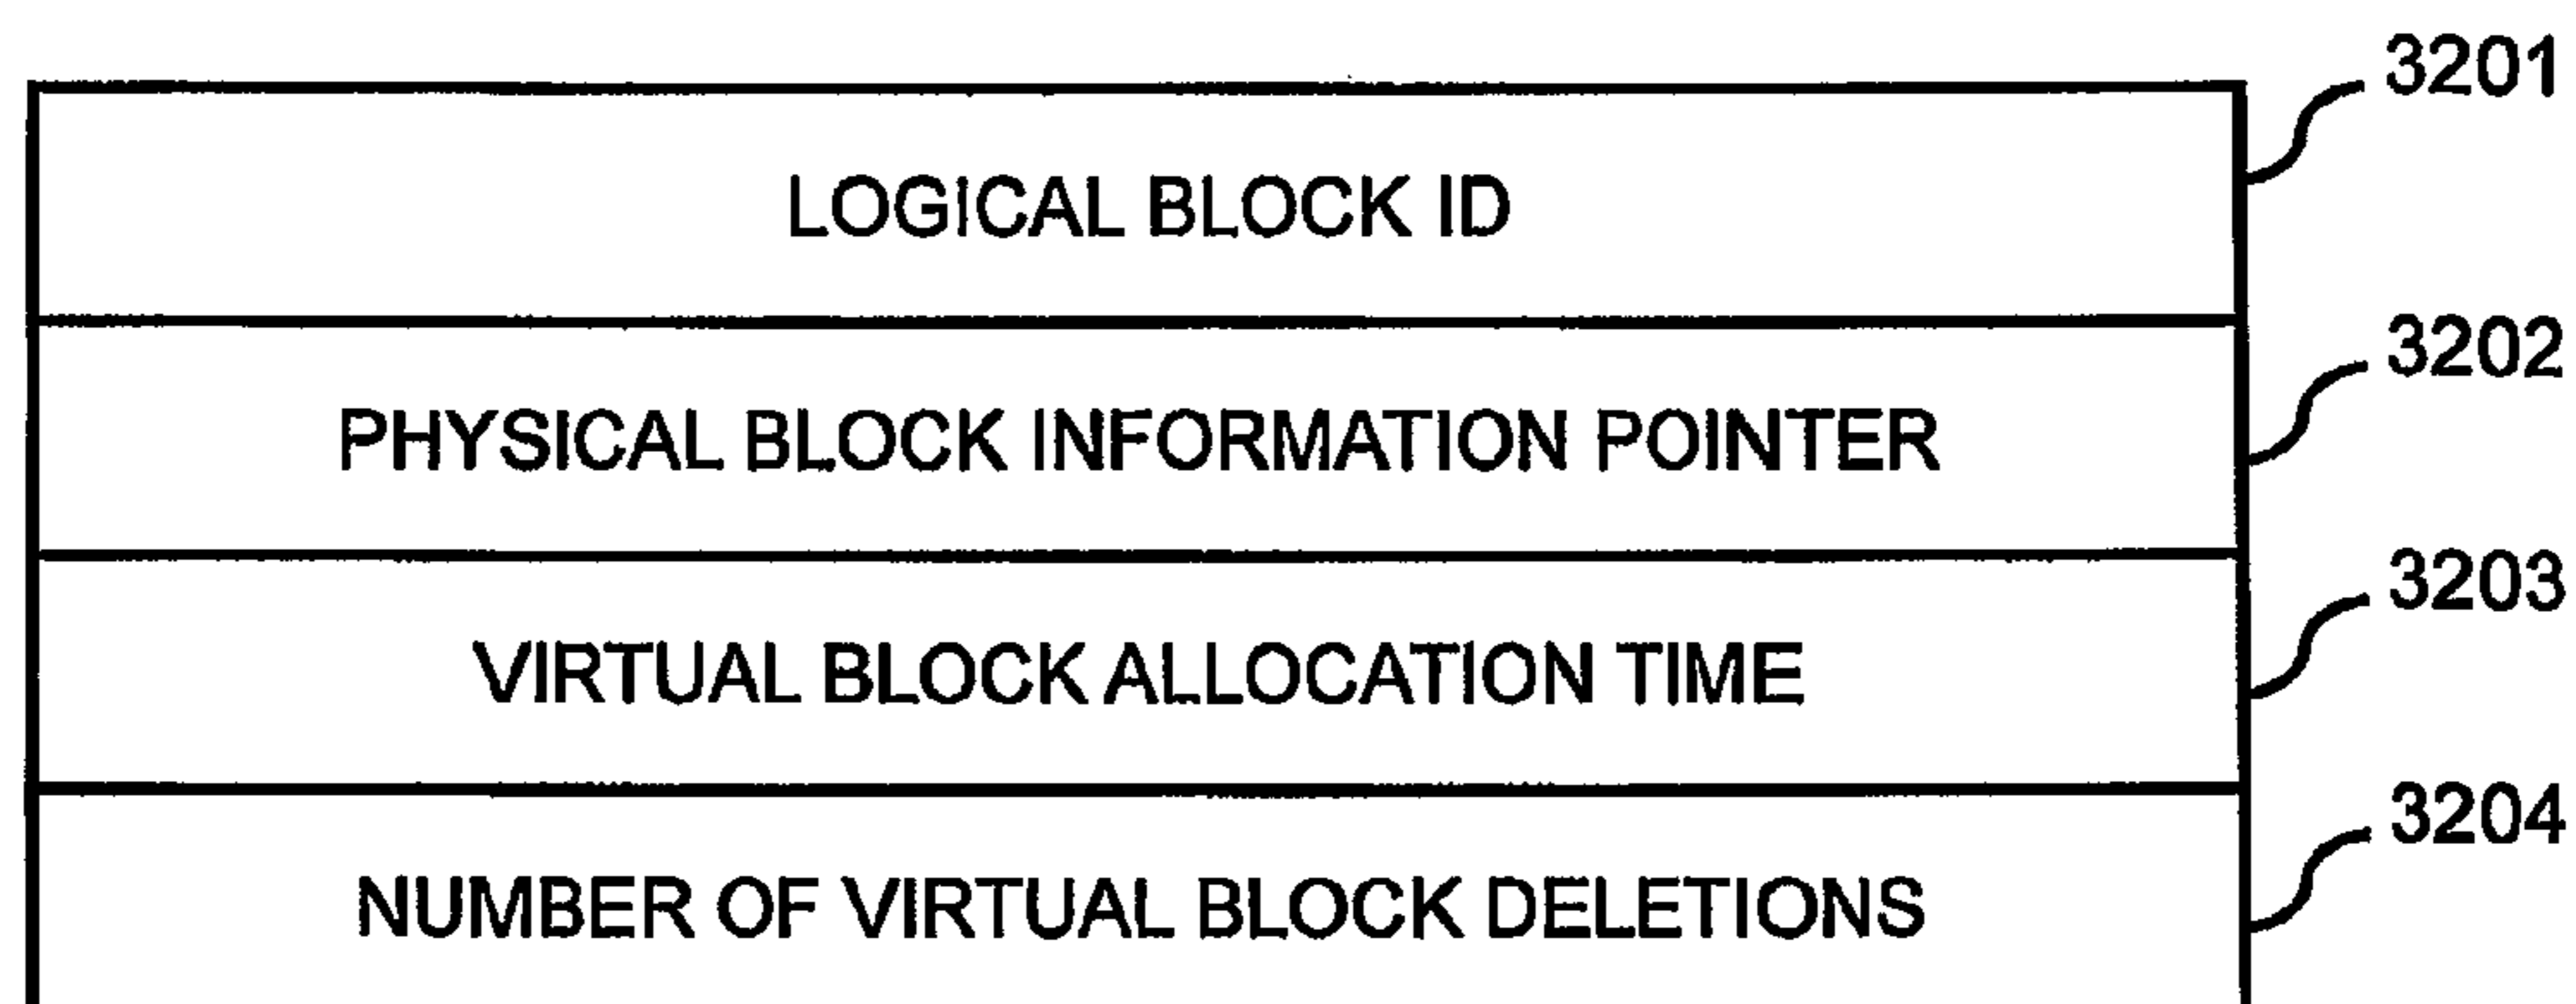 3201
LOGICAL BLOCK ID
3202
PHYSICAL BLOCK INFORMATION POINTER
3203
VIRTUAL BLOCK ALLOCATION TIME
3204
NUMBER OF VIRTUAL BLOCK DELETIONS